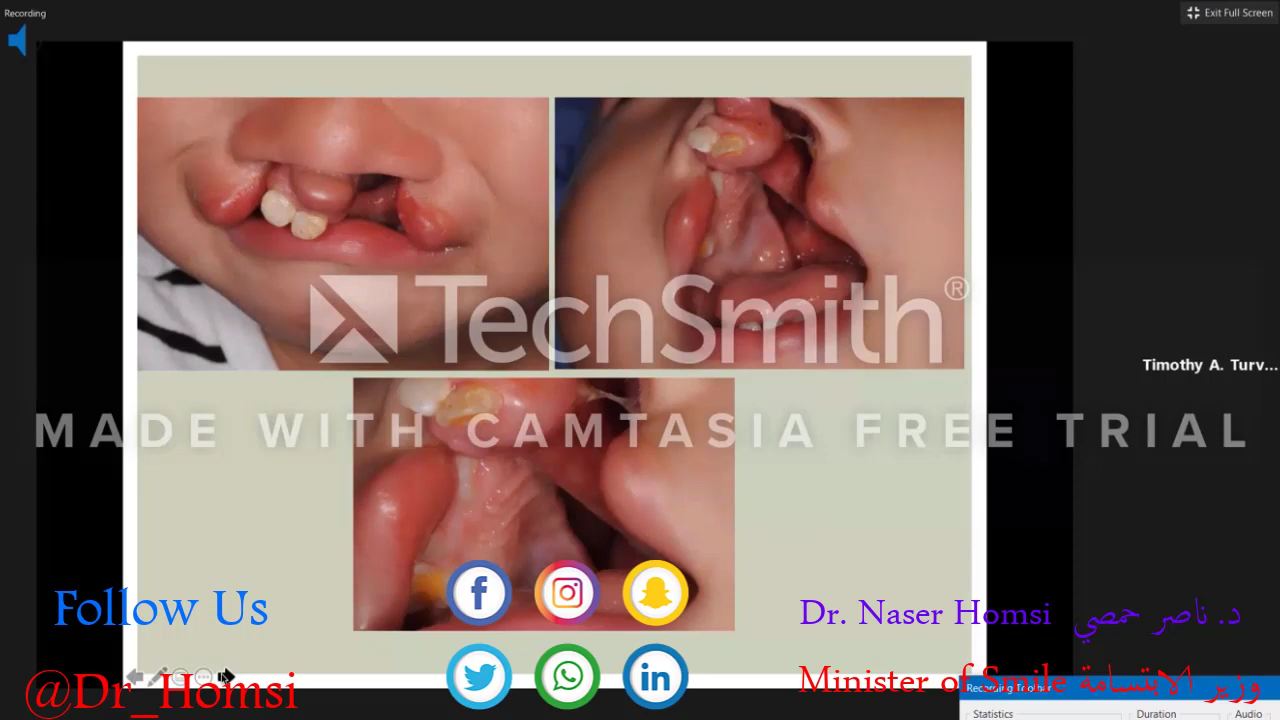 Recording
Exit Full Screen
TechSmith®
Timothy A. Turv...
MADE WITH CAMTASIA FREE TRIAL
Follow Us
Dr. Naser Homsi د. ناصر حمصي
@Dr_Homsi
Minister of Smile وزير الابتسامة
Recording Toolbar
Statistics
Duration
Audio